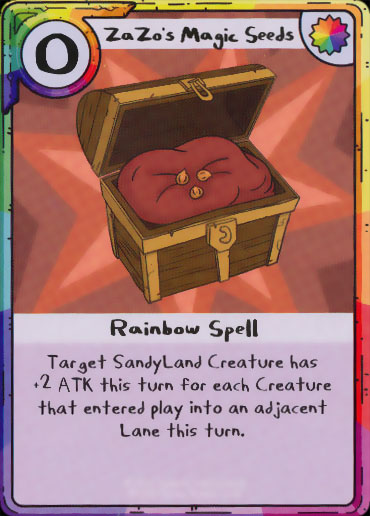 0
ZaZo's Magic Seeds
Rainbow Spell
Target SandyLand Creature has
+2 ATK this turn for each Creature
that entered play into an adjacent
Lane this turn.